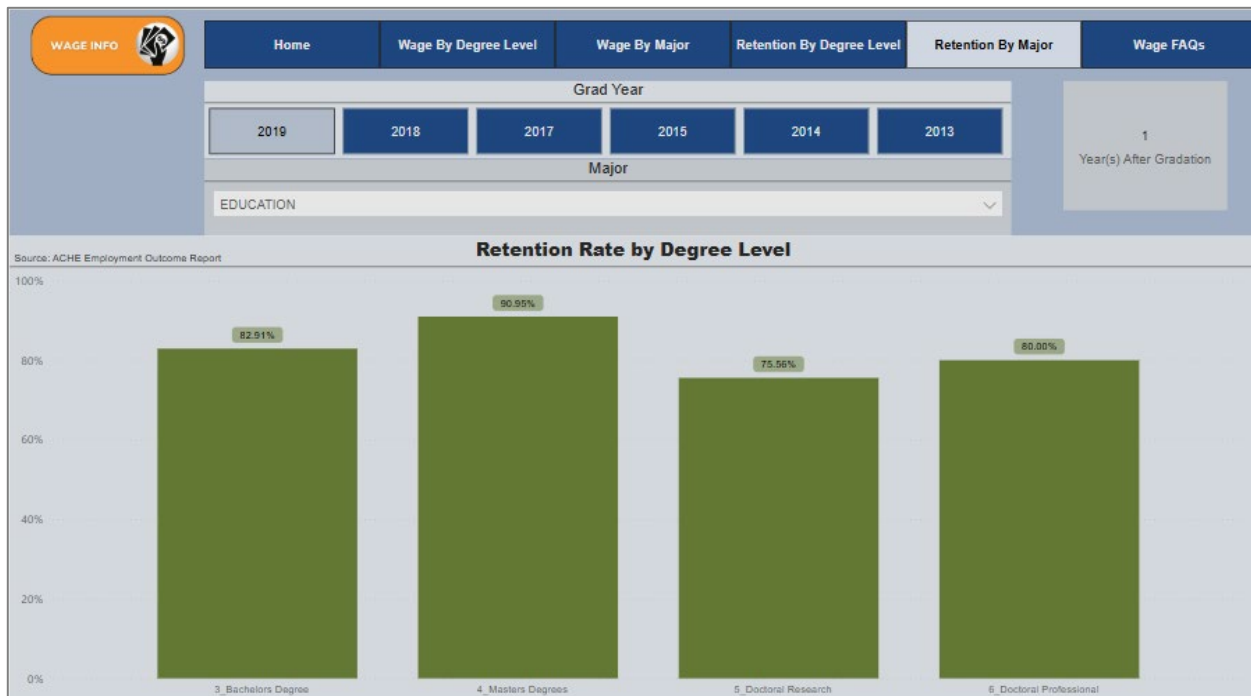 WAGE INFO
Home
Wage By Degree Level
Wage By Major
Retention By Degree Level
Retention By Major
Wage FAQs
Grad Year
2019
2018
2017
2015
2014
2013
1
Year(s) After Gradation
Major
EDUCATION
Retention Rate by Degree Level
Source: ACHE Employment Outcome Report
100%
80%
60%
40%
20%
0%
82.91%
90.95%
75.56%
80.00%
3_Bachelors Degree
4_Masters Degrees
5_Doctoral Research
6_Doctoral Professional